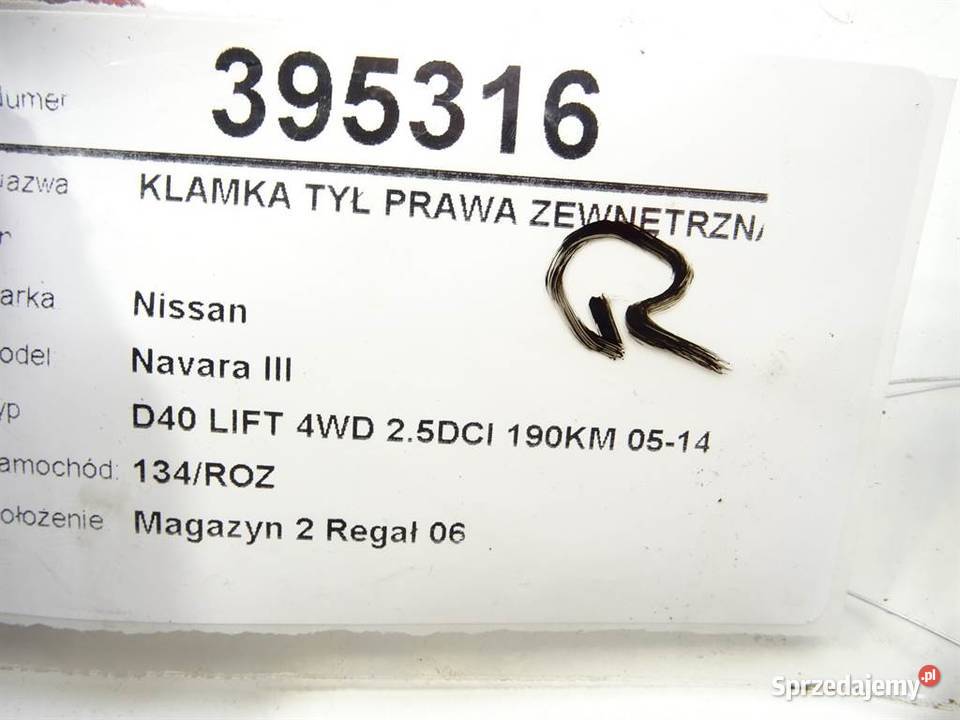 umer 395316
azwa KLAMKA TYŁ PRAWA ZEWNĘTRZNA
r
R
arka Nissan
odel Navara III
yp D40 LIFT 4WD 2.5DCI 190KM 05-14
amochód: 134/ROZ
ołożenie Magazyn 2 Regał 06
Sprzedajemy.pl